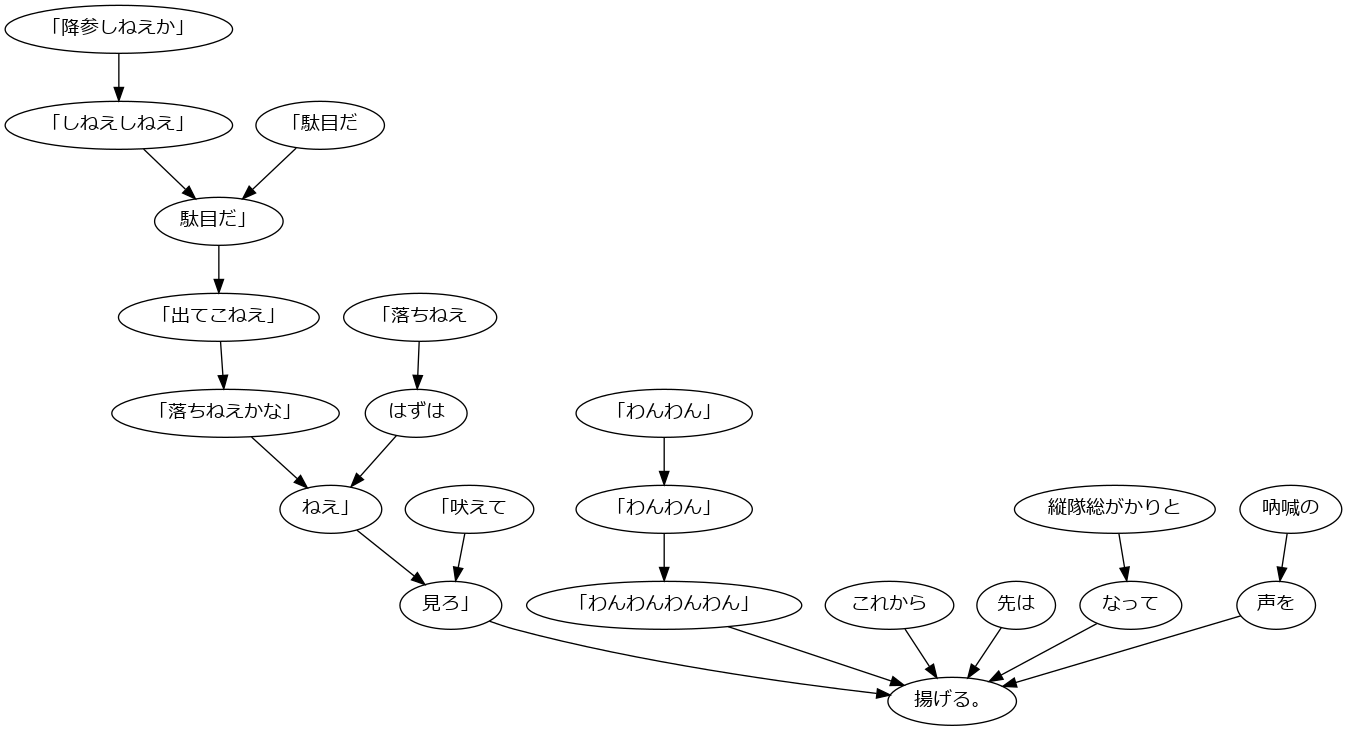 「降参しねえか」
「しねえしねえ」
「駄目だ
駄目だ」
「出てこねえ」
「落ちねえ
「落ちねえかな」
はずは
「わんわん」
ねえ」
「吠えて
「わんわん」
縦隊総がかりと
吶喊の
見ろ」
「わんわんわんわん」
これから
先は
なって
声を
揚げる。